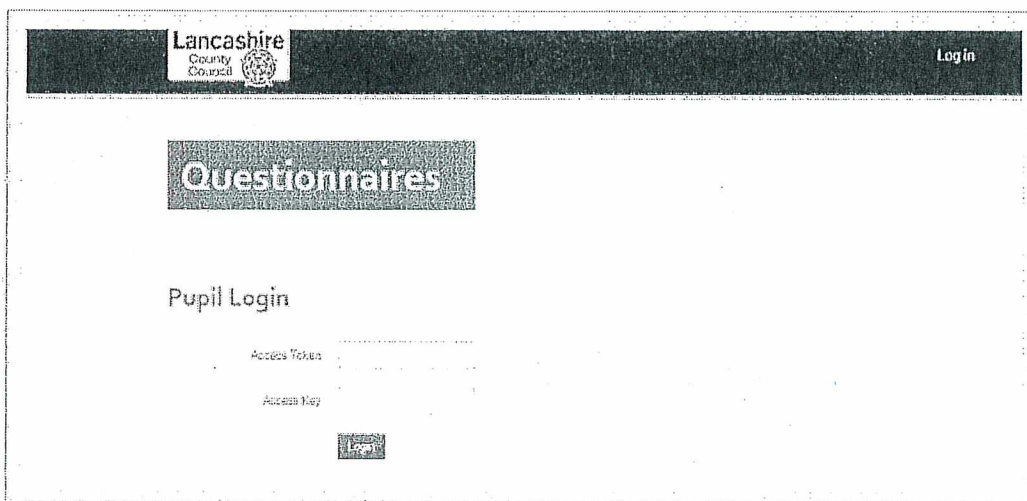 Lancashire
County
Council
Login
Questionnaires
Pupil Login
Access Token
Access Key
Login